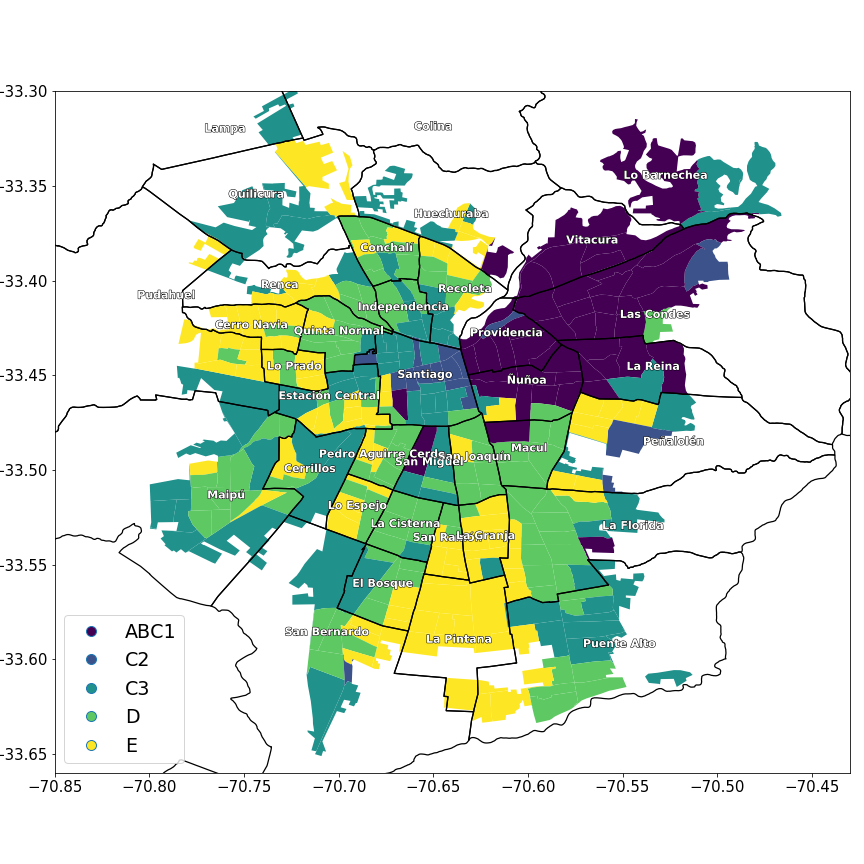 −33.30
−33.35
−33.40
−33.45
−33.50
−33.55
−33.60
−33.65
Lampa
Colina
Lo Barnechea
Quilicura
Huechuraba
Vitacura
Conchalí
Renca
Recoleta
Pudahuel
Independencia
Las Condes
Cerro Navia
Quinta Normal
Providencia
Lo Prado
Santiago
La Reina
Ñuñoa
Estación Central
Peñalolén
Macul
Pedro Aguirre Cerda
San Miguel
San Joaquín
Cerrillos
Maipú
Lo Espejo
La Cisterna
La Florida
San Ramón
La Granja
El Bosque
San Bernardo
La Pintana
Puente Alto
ABC1
C2
C3
D
E
−70.85 −70.80 −70.75 −70.70 −70.65 −70.60 −70.55 −70.50 −70.45